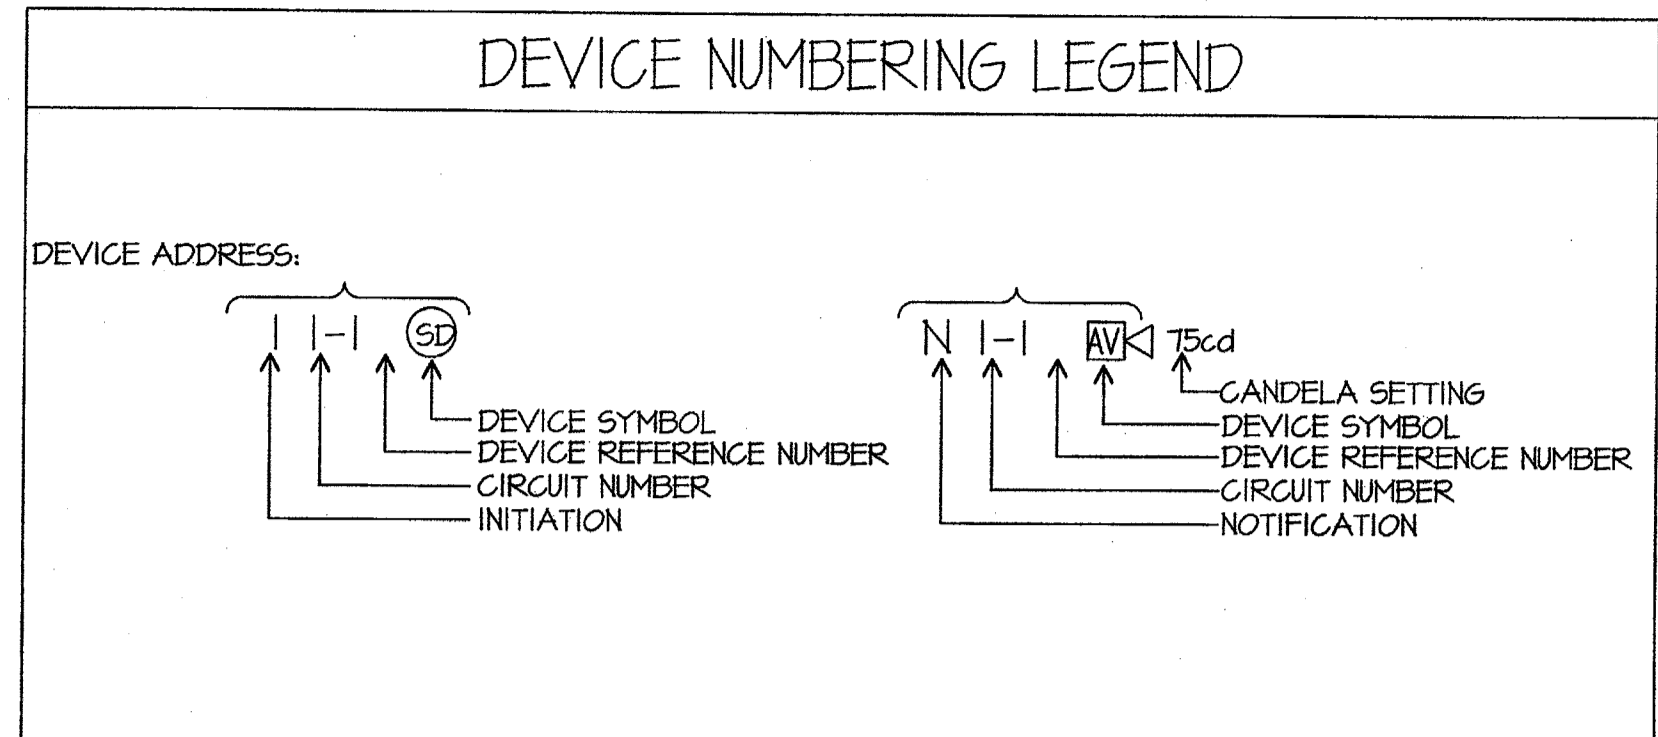 DEVICE NUMBERING LEGEND
DEVICE ADDRESS:
I 1-1 SD
DEVICE SYMBOL
DEVICE REFERENCE NUMBER
CIRCUIT NUMBER
INITIATION
N 1-1 AV 75cd
CANDELA SETTING
DEVICE SYMBOL
DEVICE REFERENCE NUMBER
CIRCUIT NUMBER
NOTIFICATION